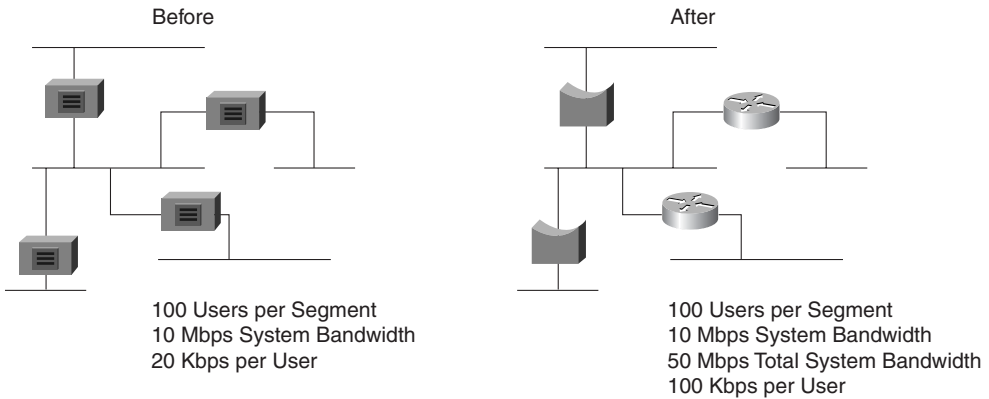 Before
After
100 Users per Segment
10 Mbps System Bandwidth
20 Kbps per User
100 Users per Segment
10 Mbps System Bandwidth
50 Mbps Total System Bandwidth
100 Kbps per User